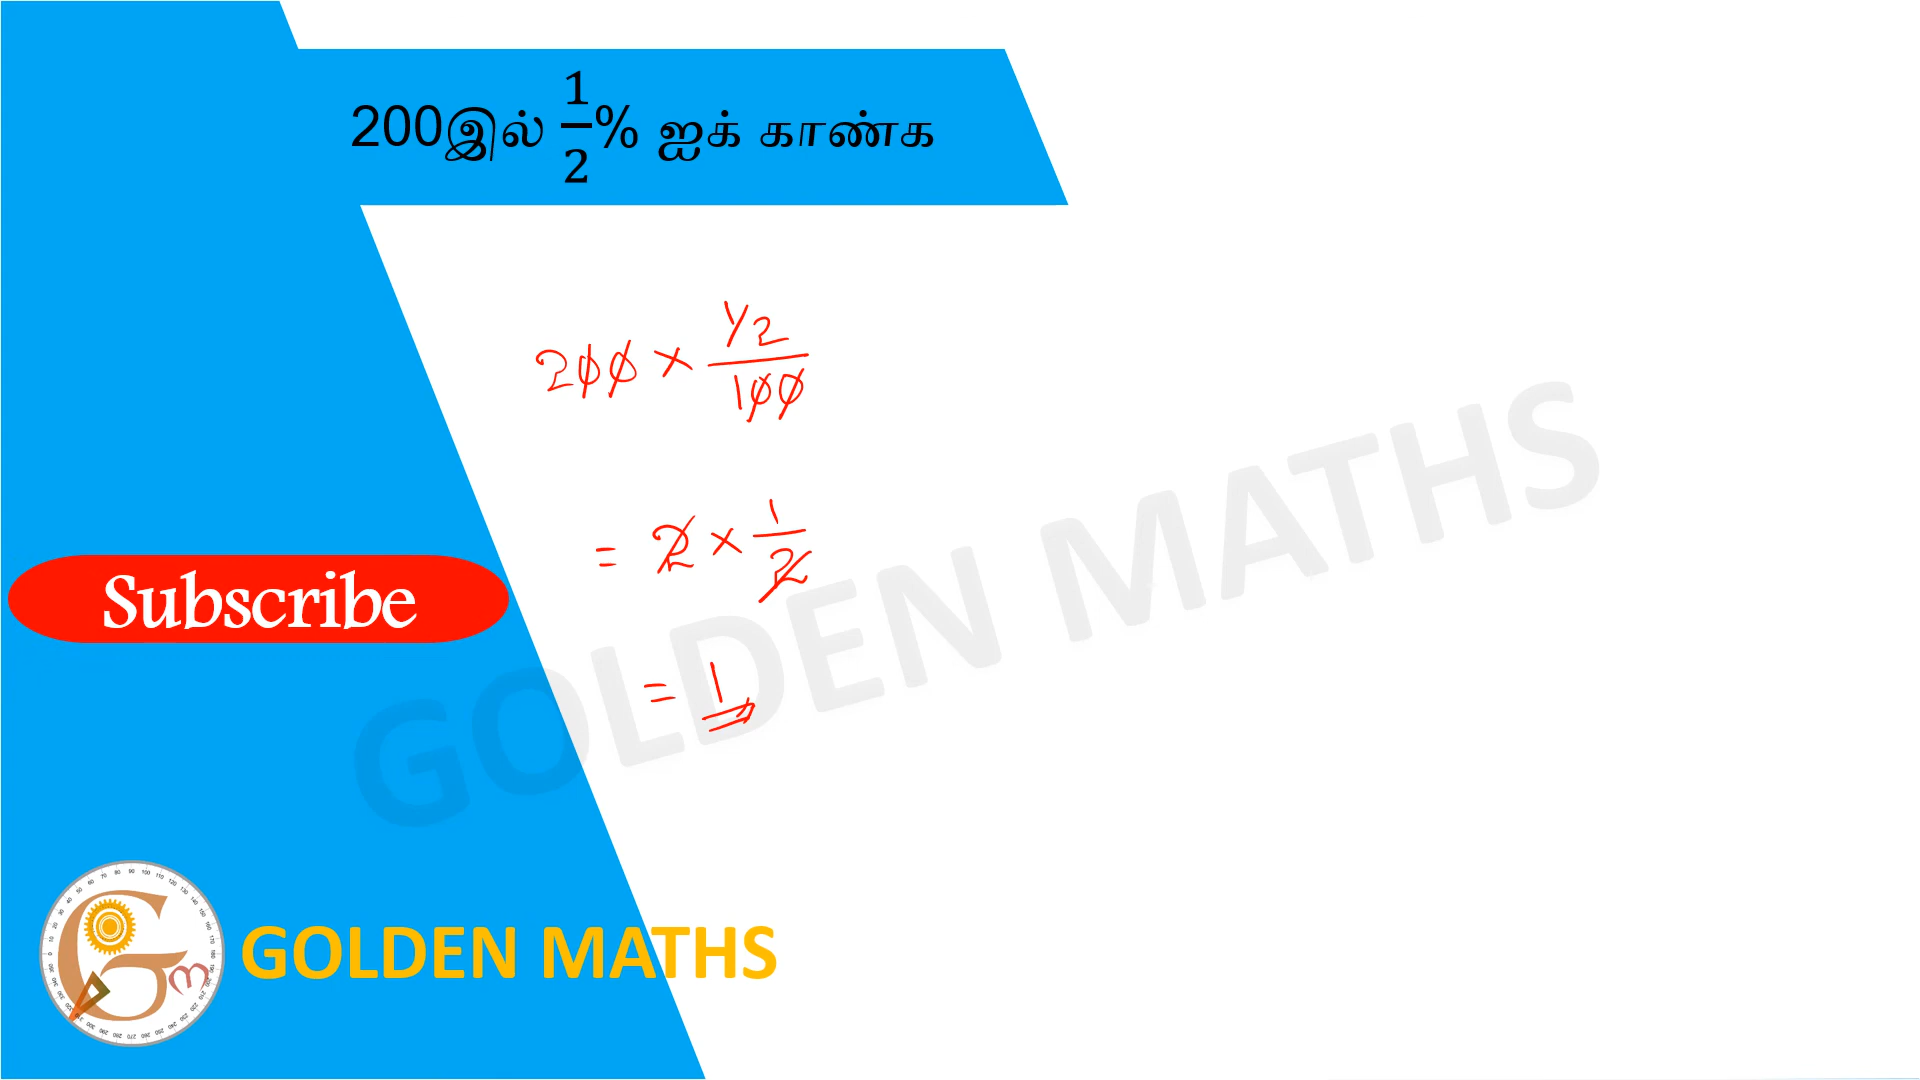 200இல் 1/2% ஐக் காண்க
200 × 1/2 / 100
= 2 × 1/2
= 1
Subscribe
GOLDEN MATHS
GOLDEN MATHS